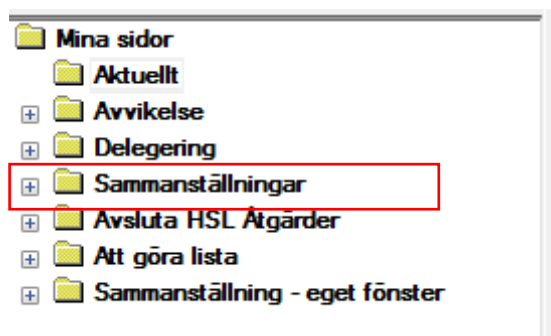 Mina sidor
Aktuellt
Avvikelse
Delegering
Sammanställningar
Avsluta HSL Åtgärder
Att göra lista
Sammanställning - eget fönster